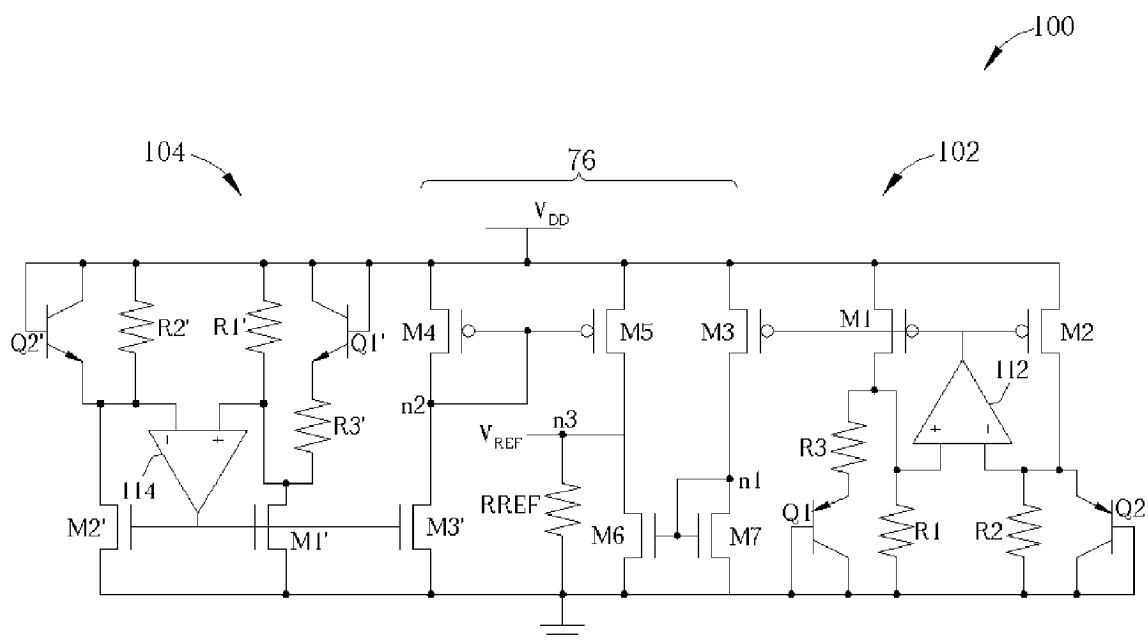 100
104
76
102
VDD
Q2'
R2'
R1'
Q1'
M4
M5
M3
M1
M2
112
n2
R3'
n3
VREF
R3
+
-
-
+
114
n1
RREF
Q1
Q2
M2'
M1'
M3'
M6
M7
R1
R2